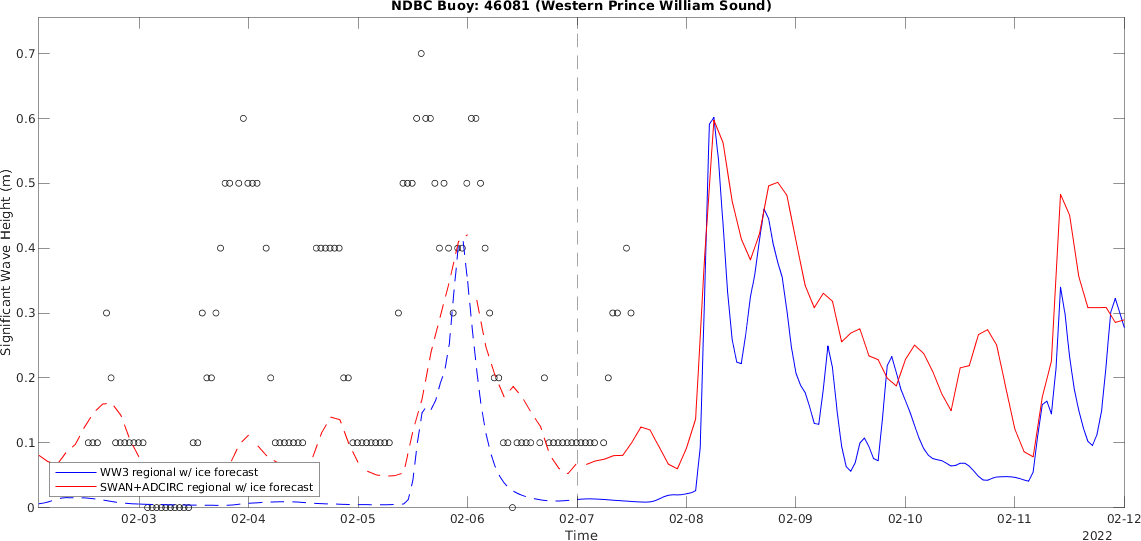 NDBC Buoy: 46081 (Western Prince William Sound)
Significant Wave Height (m)
0.7
0.6
0.5
0.4
0.3
0.2
0.1
0
WW3 regional w/ ice forecast
SWAN+ADCIRC regional w/ ice forecast
02-03 02-04 02-05 02-06 02-07 02-08 02-09 02-10 02-11 02-12
Time
2022